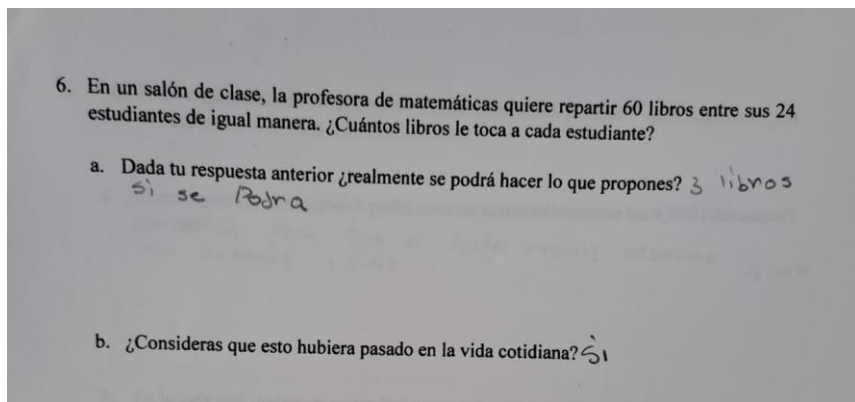 6. En un salón de clase, la profesora de matemáticas quiere repartir 60 libros entre sus 24
estudiantes de igual manera. ¿Cuántos libros le toca a cada estudiante?
a. Dada tu respuesta anterior ¿realmente se podrá hacer lo que propones? 3 libros
si se Podra
b. ¿Consideras que esto hubiera pasado en la vida cotidiana? Si